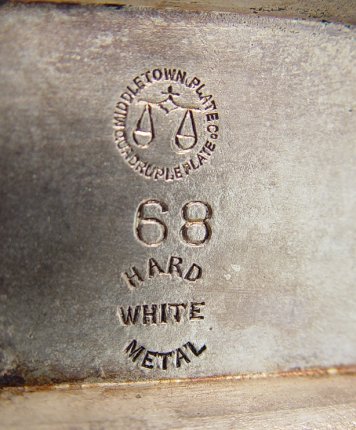 MIDDLETOWN PLATE Co
QUADRUPLE PLATE
68
HARD
WHITE
METAL